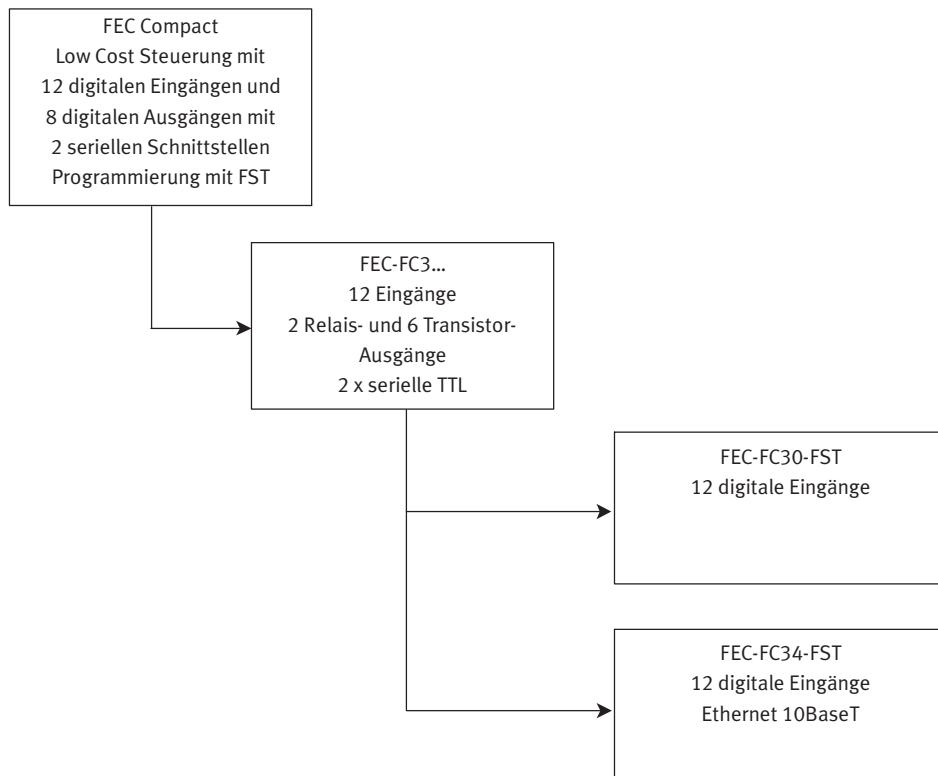 FEC Compact
Low Cost Steuerung mit
12 digitalen Eingängen und
8 digitalen Ausgängen mit
2 seriellen Schnittstellen
Programmierung mit FST
FEC-FC3...
12 Eingänge
2 Relais- und 6 Transistor-
Ausgänge
2 x serielle TTL
FEC-FC30-FST
12 digitale Eingänge
FEC-FC34-FST
12 digitale Eingänge
Ethernet 10BaseT